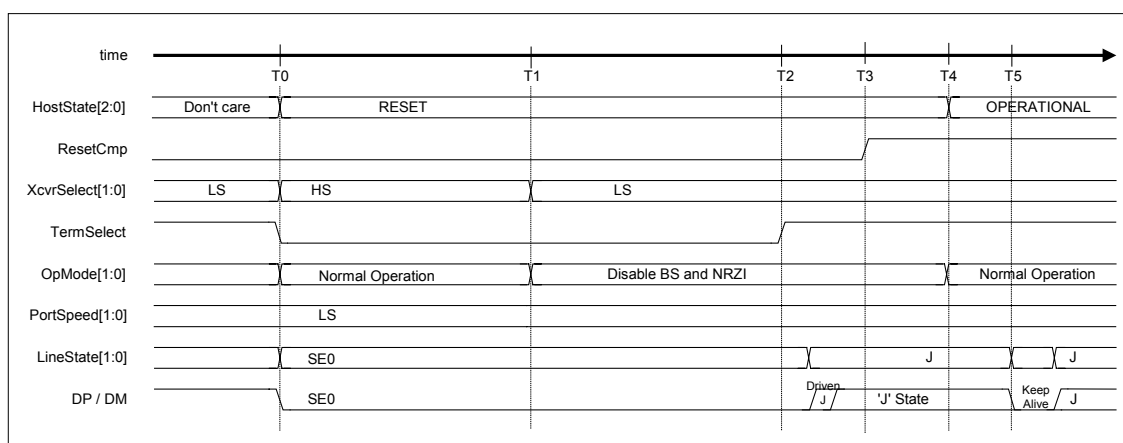 time
T0 T1 T2 T3 T4 T5
HostState[2:0] Don't care RESET OPERATIONAL
ResetCmp
XcvrSelect[1:0] LS HS LS
TermSelect
OpMode[1:0] Normal Operation Disable BS and NRZI Normal Operation
PortSpeed[1:0] LS
LineState[1:0] SE0 J J
DP / DM SE0 Driven J 'J' State Keep Alive J